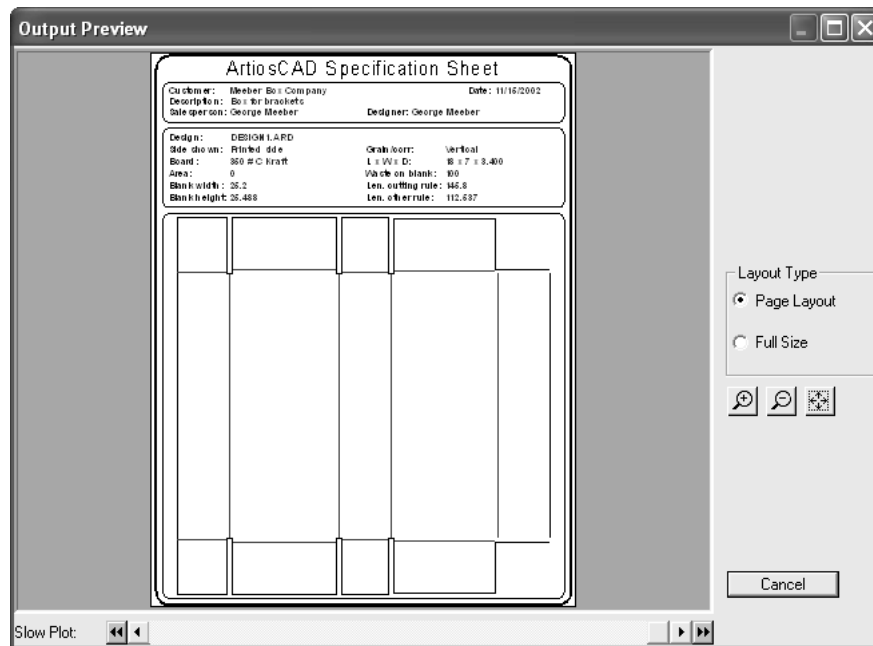 Output Preview
ArtiosCAD Specification Sheet
Customer: Meeber Box Company Date: 11/15/2002
Description: Box for brackets
Salesperson: George Meeber Designer: George Meeber
Design: DESIGN1.ARD
Side shown: Printed side Grain/corr: Vertical
Board: 350 # C Kraft L x W x D: 18 x 7 x 3.400
Area: 0 Waste on blank: 100
Blank width: 25.2 Len. cutting rule: 145.8
Blank height: 25.488 Len. other rule: 112.537
Layout Type
Page Layout
Full Size
Cancel
Slow Plot: